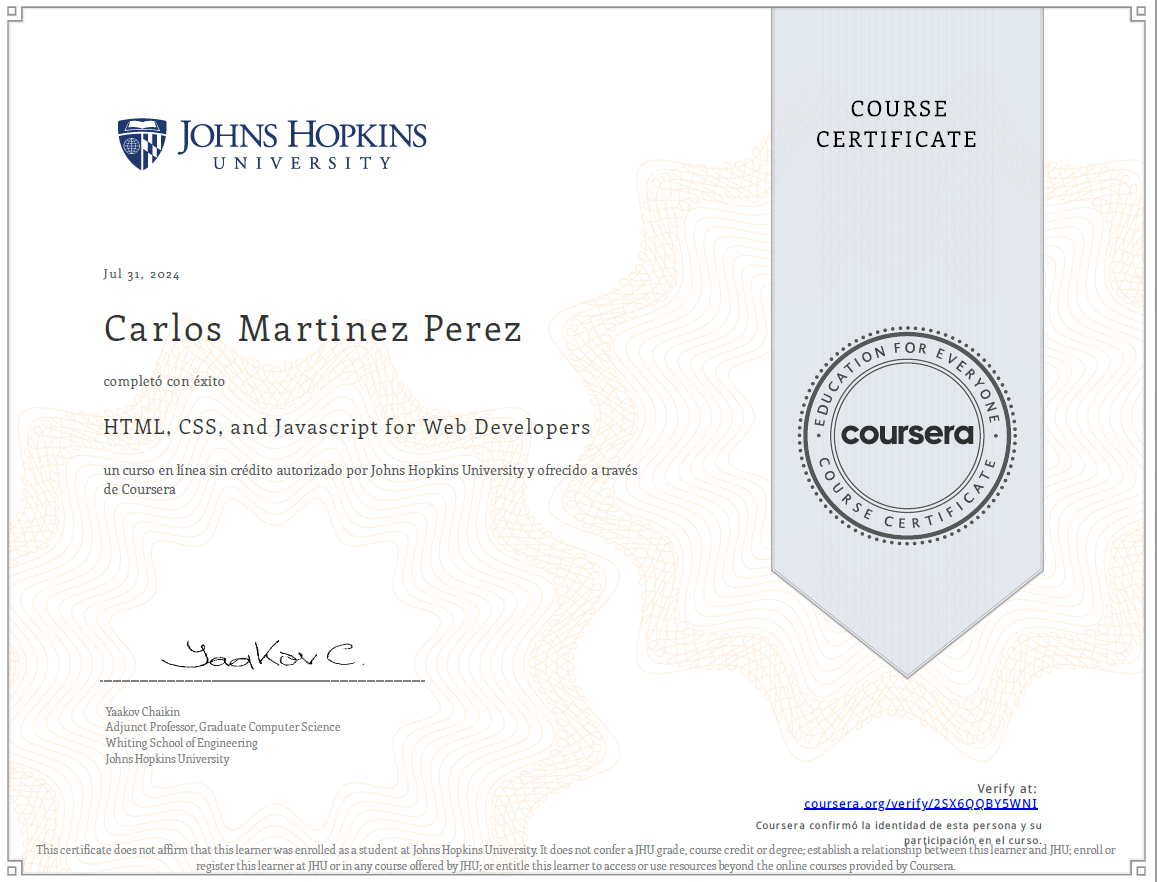 JOHNS HOPKINS
UNIVERSITY
COURSE
CERTIFICATE
Jul 31, 2024
Carlos Martinez Perez
completó con éxito
HTML, CSS, and Javascript for Web Developers
un curso en línea sin crédito autorizado por Johns Hopkins University y ofrecido a través
de Coursera
EDUCATION FOR EVERYONE
coursera
COURSE CERTIFICATE
Yaakov C.
Yaakov Chaikin
Adjunct Professor, Graduate Computer Science
Whiting School of Engineering
Johns Hopkins University
Verify at:
coursera.org/verify/2SX6QQBY5WNI
Coursera confirmó la identidad de esta persona y su
participación en el curso.
This certificate does not affirm that this learner was enrolled as a student at Johns Hopkins University. It does not confer a JHU grade, course credit or degree; establish a relationship between this learner and JHU; enroll or
register this learner at JHU or in any course offered by JHU; or entitle this learner to access or use resources beyond the online courses provided by Coursera.